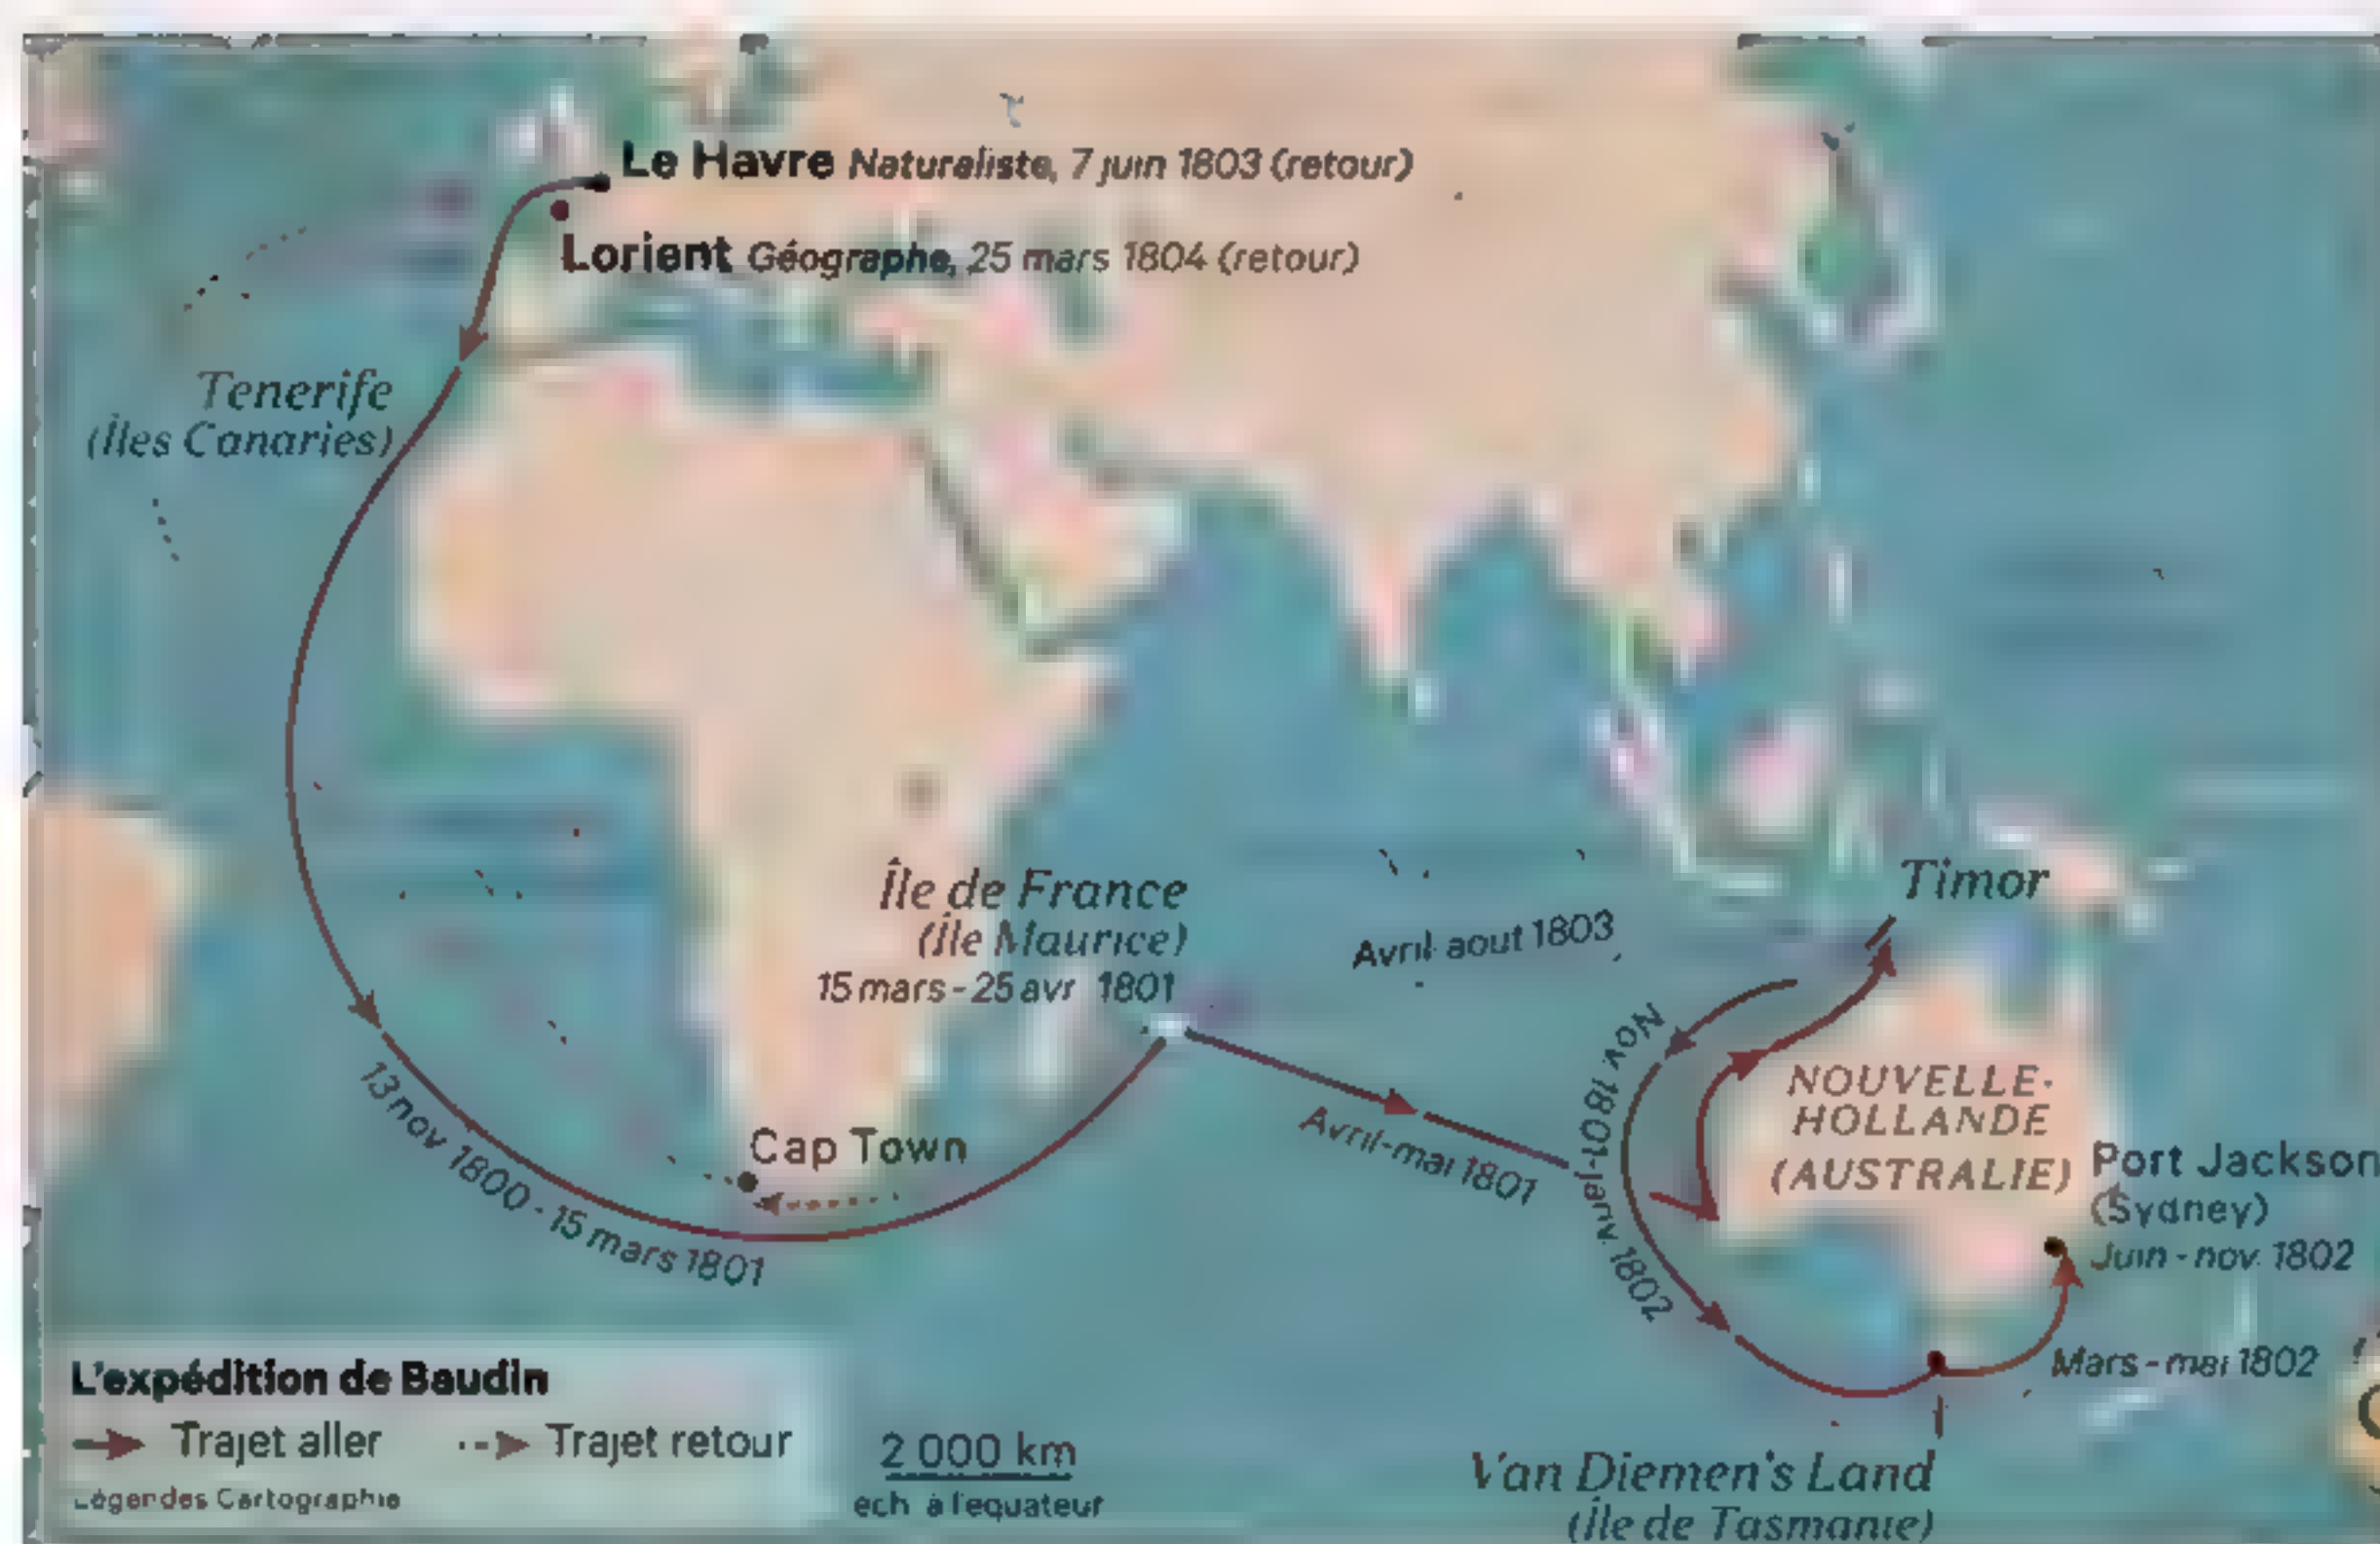 Le Havre Naturaliste, 7 juin 1803 (retour)
Lorient Géographe, 25 mars 1804 (retour)
Tenerife
(Îles Canaries)
Île de France
(Île Maurice)
15 mars - 25 avr 1801
Avril-aout 1803
Timor
Nov 1801-janv 1802
Avril-mai 1801
NOUVELLE-
HOLLANDE
(AUSTRALIE)
Port Jackson
(Sydney)
Juin - nov. 1802
Cap Town
13 nov 1800 - 15 mars 1801
Mars - mai 1802
Van Diemen's Land
(Île de Tasmanie)
L'expédition de Baudin
Trajet aller
Trajet retour
Légendes Cartographie
2 000 km
ech à l'equateur